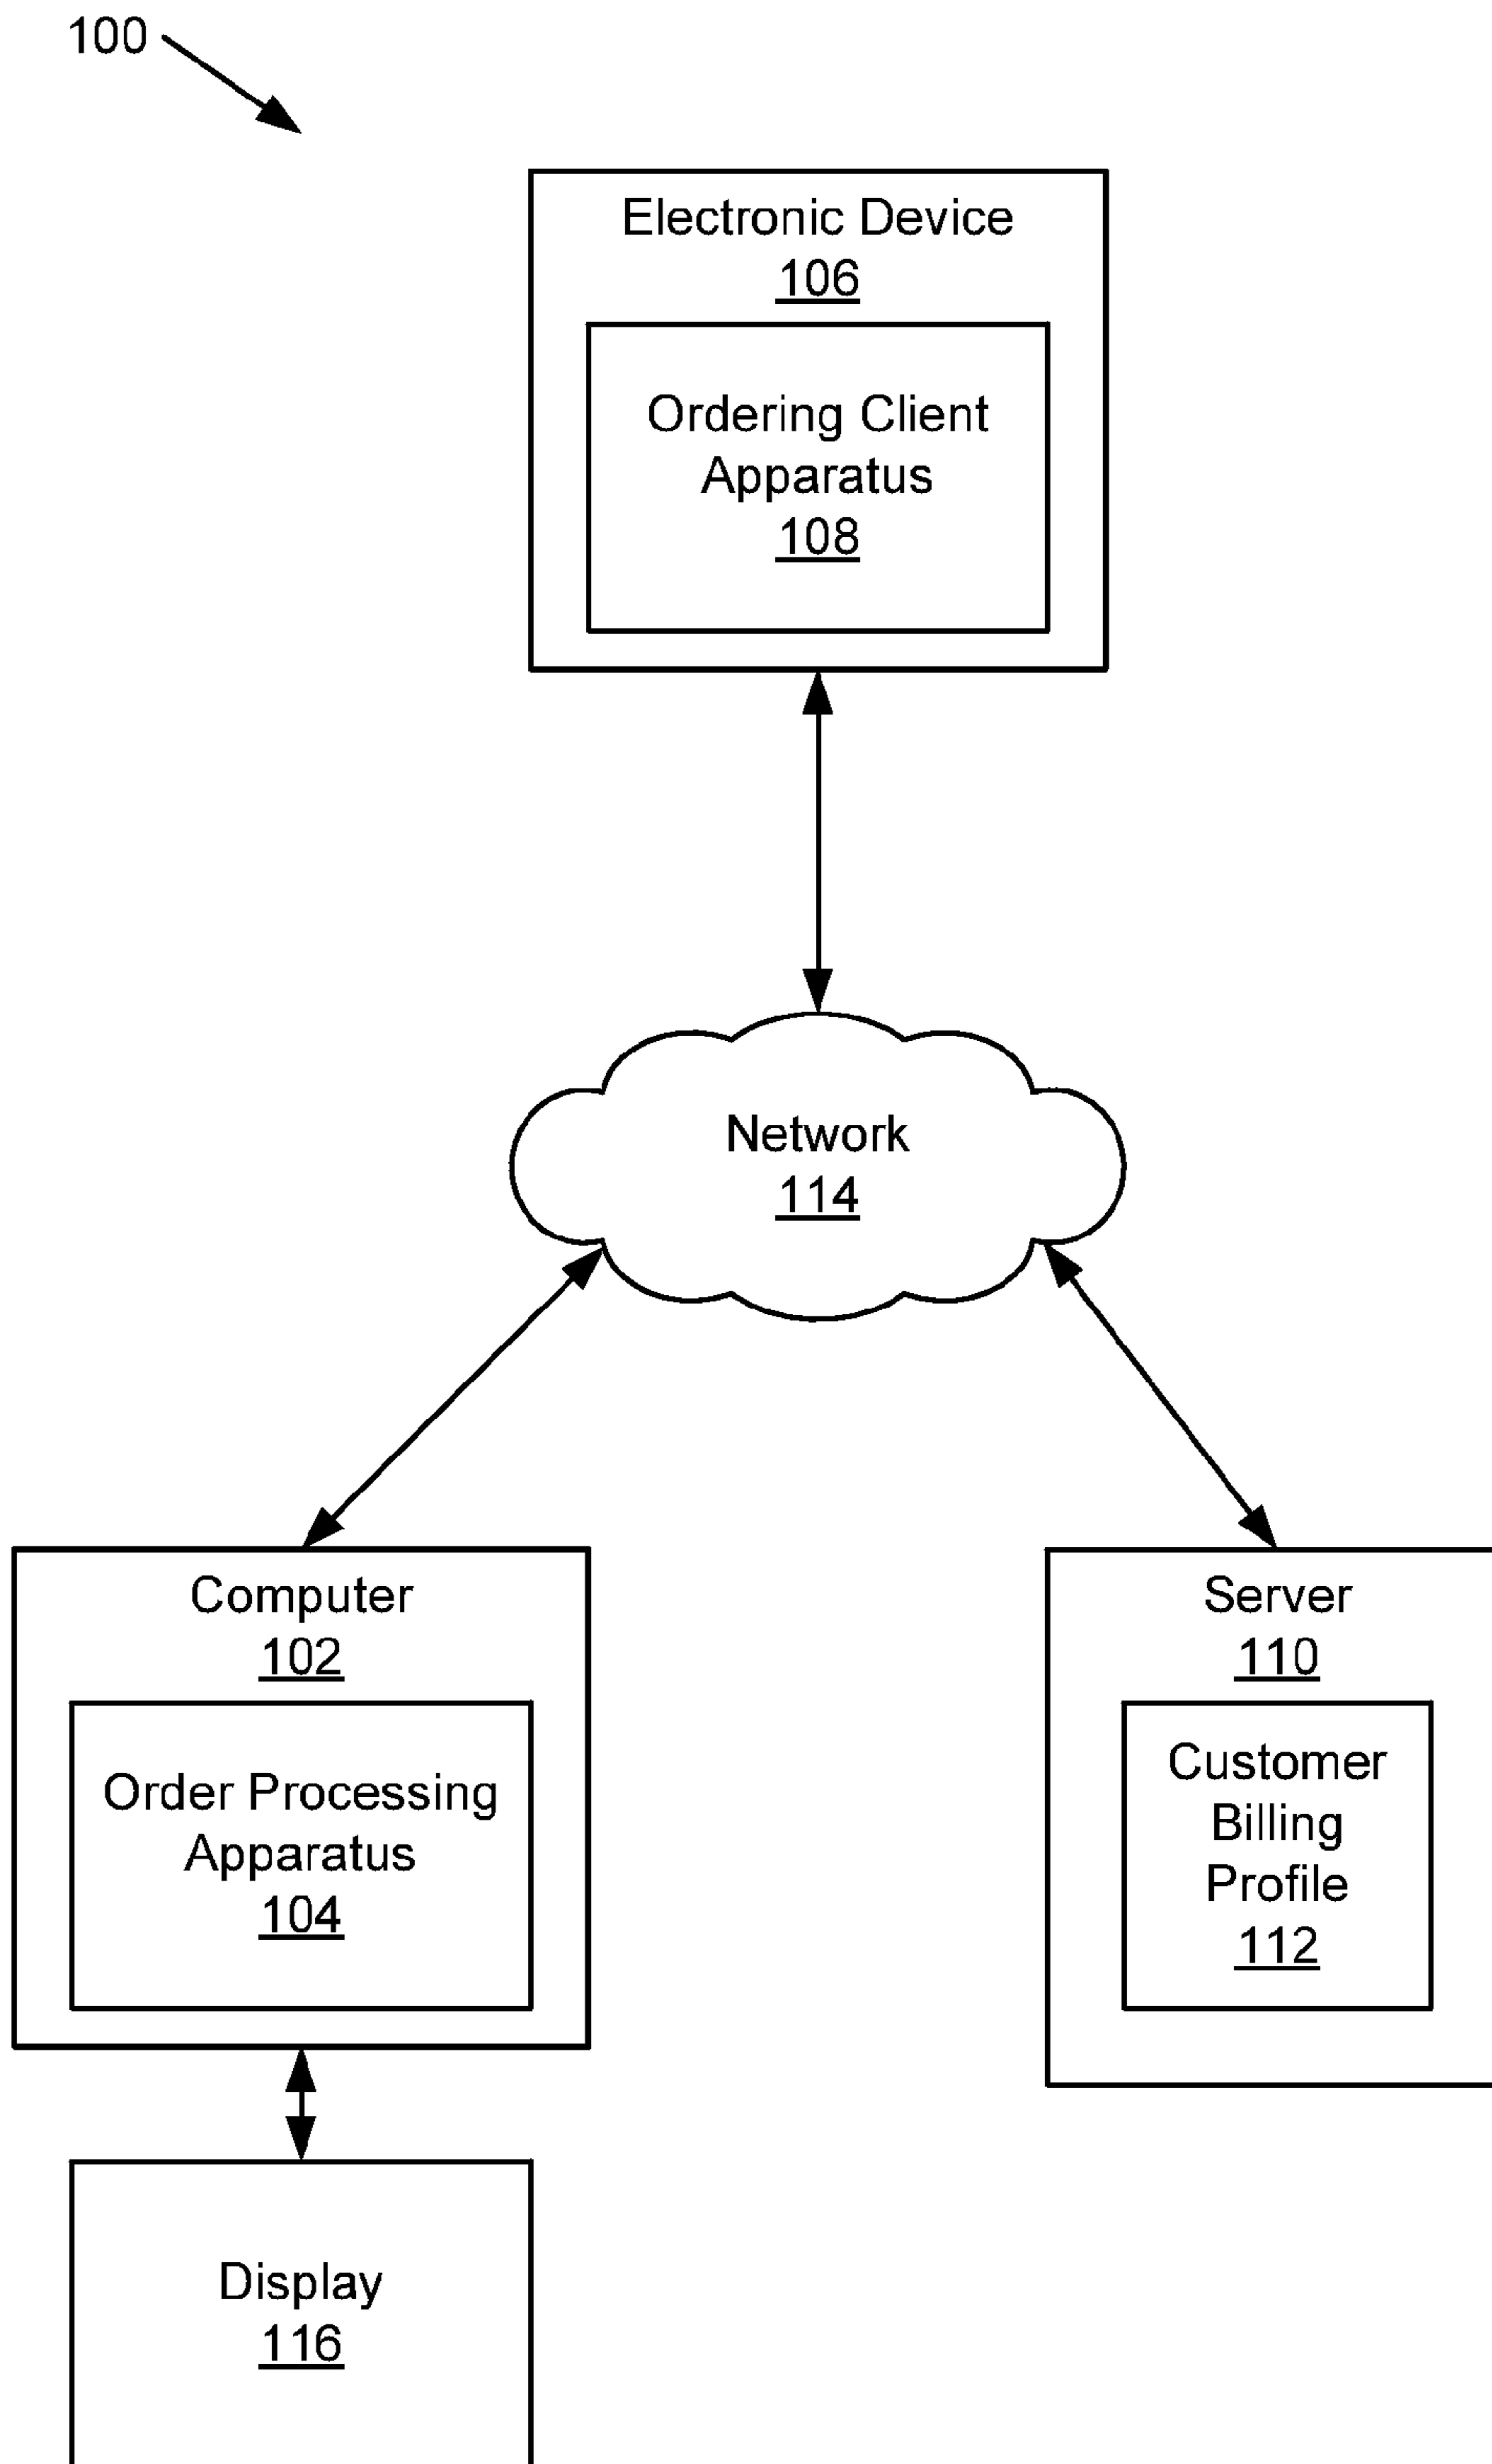 100
Electronic Device
106
Ordering Client
Apparatus
108
Network
114
Computer
102
Order Processing
Apparatus
104
Server
110
Customer
Billing
Profile
112
Display
116